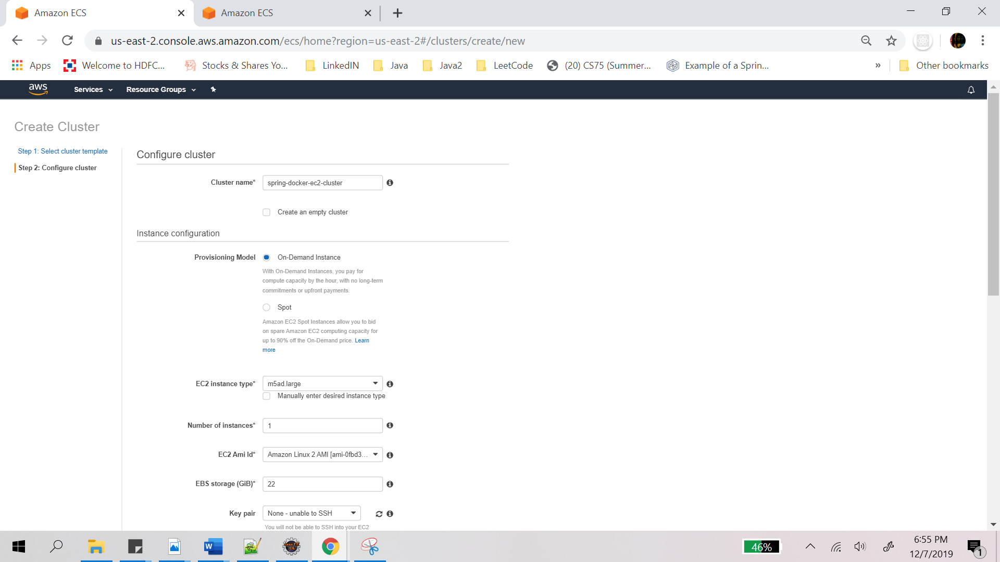 Amazon ECS
Amazon ECS
us-east-2.console.aws.amazon.com/ecs/home?region=us-east-2#/clusters/create/new
Apps
Welcome to HDFC...
Stocks & Shares Yo...
LinkedIN
Java
Java2
LeetCode
(20) CS75 (Summer...
Example of a Sprin...
»
Other bookmarks
aws
Services
Resource Groups
Create Cluster
Step 1: Select cluster template
Step 2: Configure cluster
Configure cluster
Cluster name* spring-docker-ec2-cluster
Create an empty cluster
Instance configuration
Provisioning Model On-Demand Instance
With On-Demand Instances, you pay for
compute capacity by the hour, with no long-term
commitments or upfront payments.
Spot
Amazon EC2 Spot Instances allow you to bid
on spare Amazon EC2 computing capacity for
up to 90% off the On-Demand price. Learn
more
EC2 instance type* m5ad.large
Manually enter desired instance type
Number of instances* 1
EC2 Ami Id* Amazon Linux 2 AMI [ami-0fbd3...
EBS storage (GiB)* 22
Key pair None - unable to SSH
You will not be able to SSH into your EC2
W
Java EE
IDE
46%
6:55 PM
12/7/2019
1